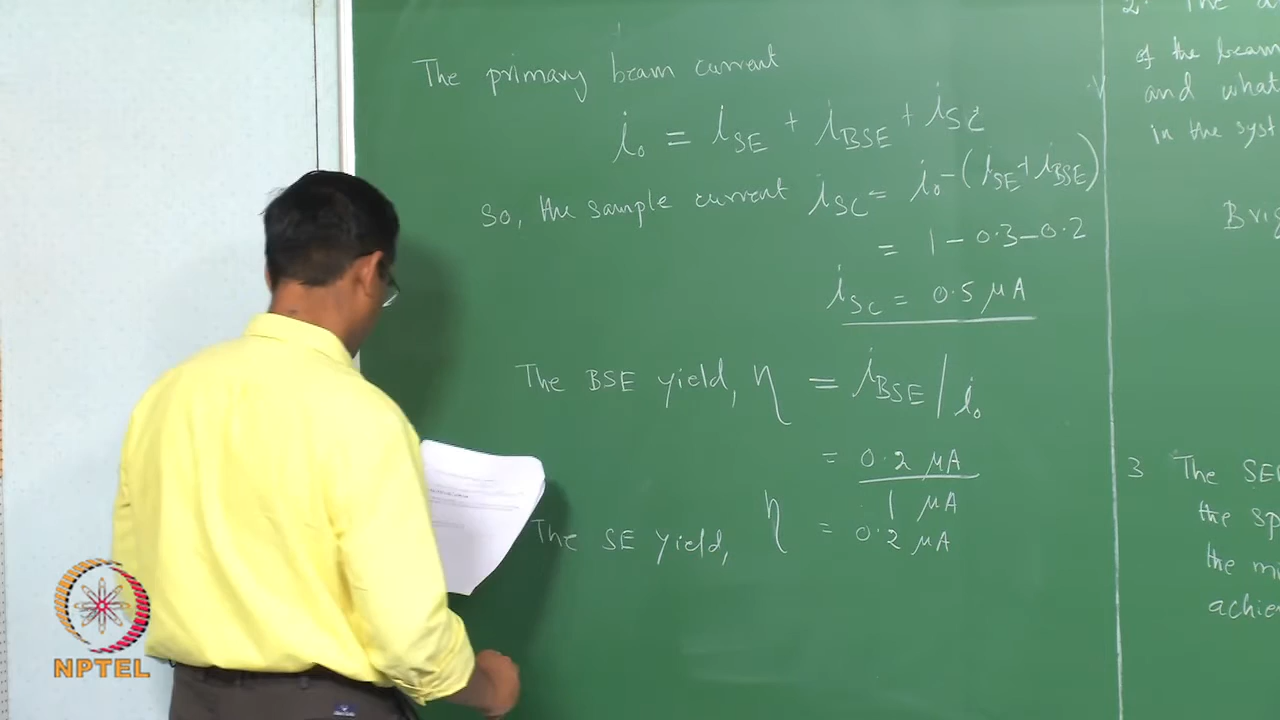 The primary beam current
i₀ = i_SE + i_BSE + i_SC
So, the sample current i_SC = i₀ - (i_SE + i_BSE)
= 1 - 0.3 - 0.2
i_SC = 0.5 μA
The BSE yield, η = i_BSE / i₀
= 0.2 μA
1 μA
The SE yield, η = 0.2 μA
2. The
of the beam
and what
in the syst
Brig
3 The SE
the sp
the mi
achie
NPTEL